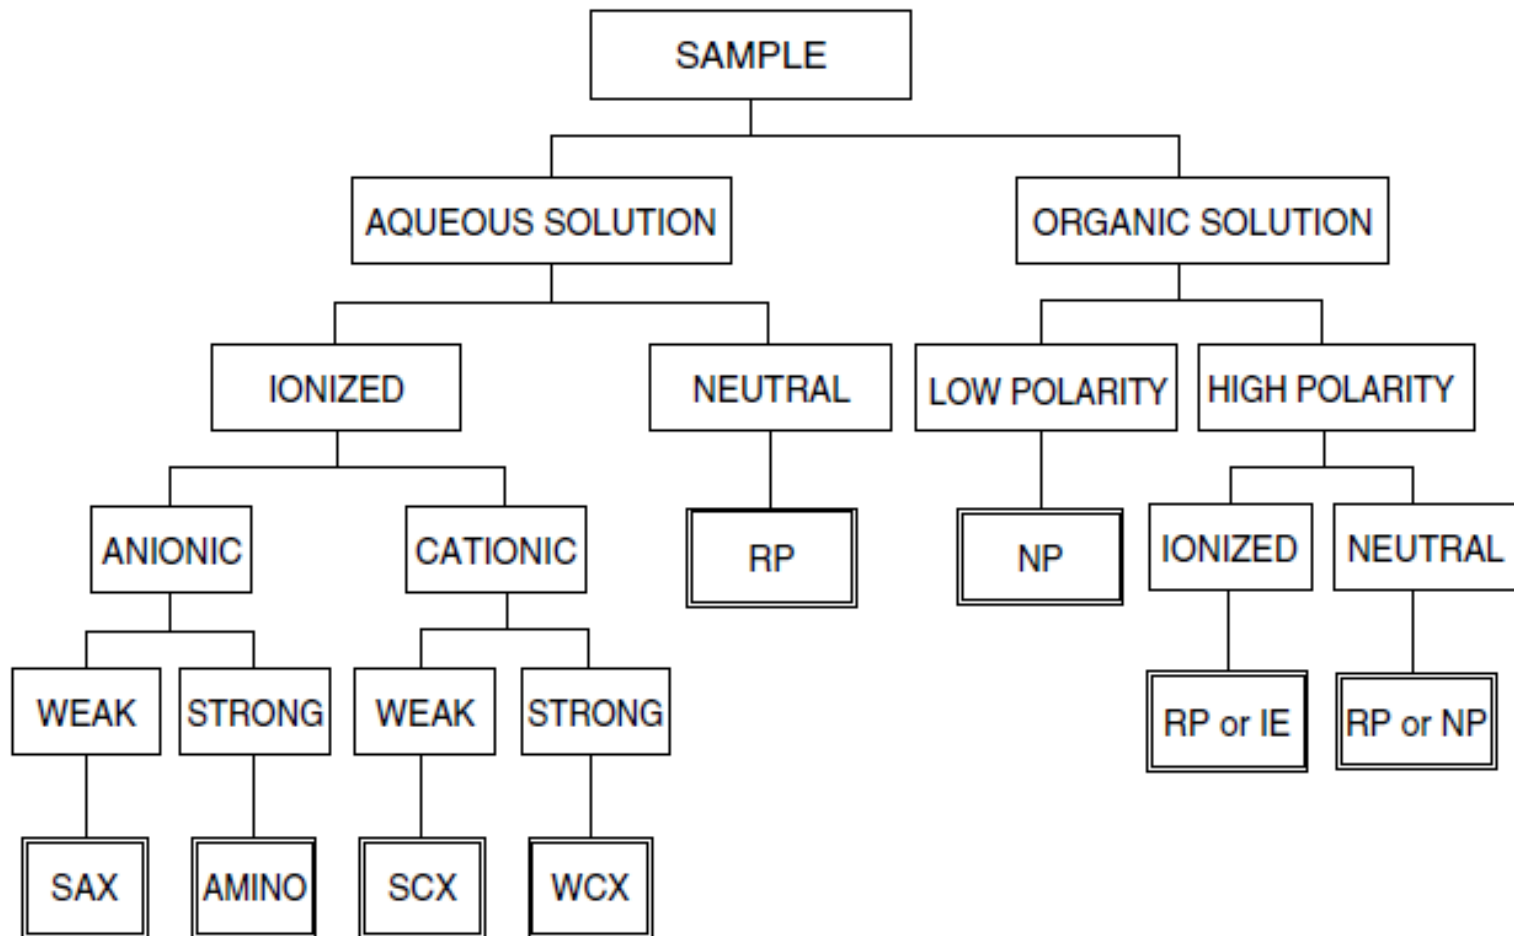 SAMPLE
AQUEOUS SOLUTION
ORGANIC SOLUTION
IONIZED
NEUTRAL
LOW POLARITY
HIGH POLARITY
ANIONIC
CATIONIC
RP
NP
IONIZED
NEUTRAL
WEAK
STRONG
WEAK
STRONG
RP or IE
RP or NP
SAX
AMINO
SCX
WCX